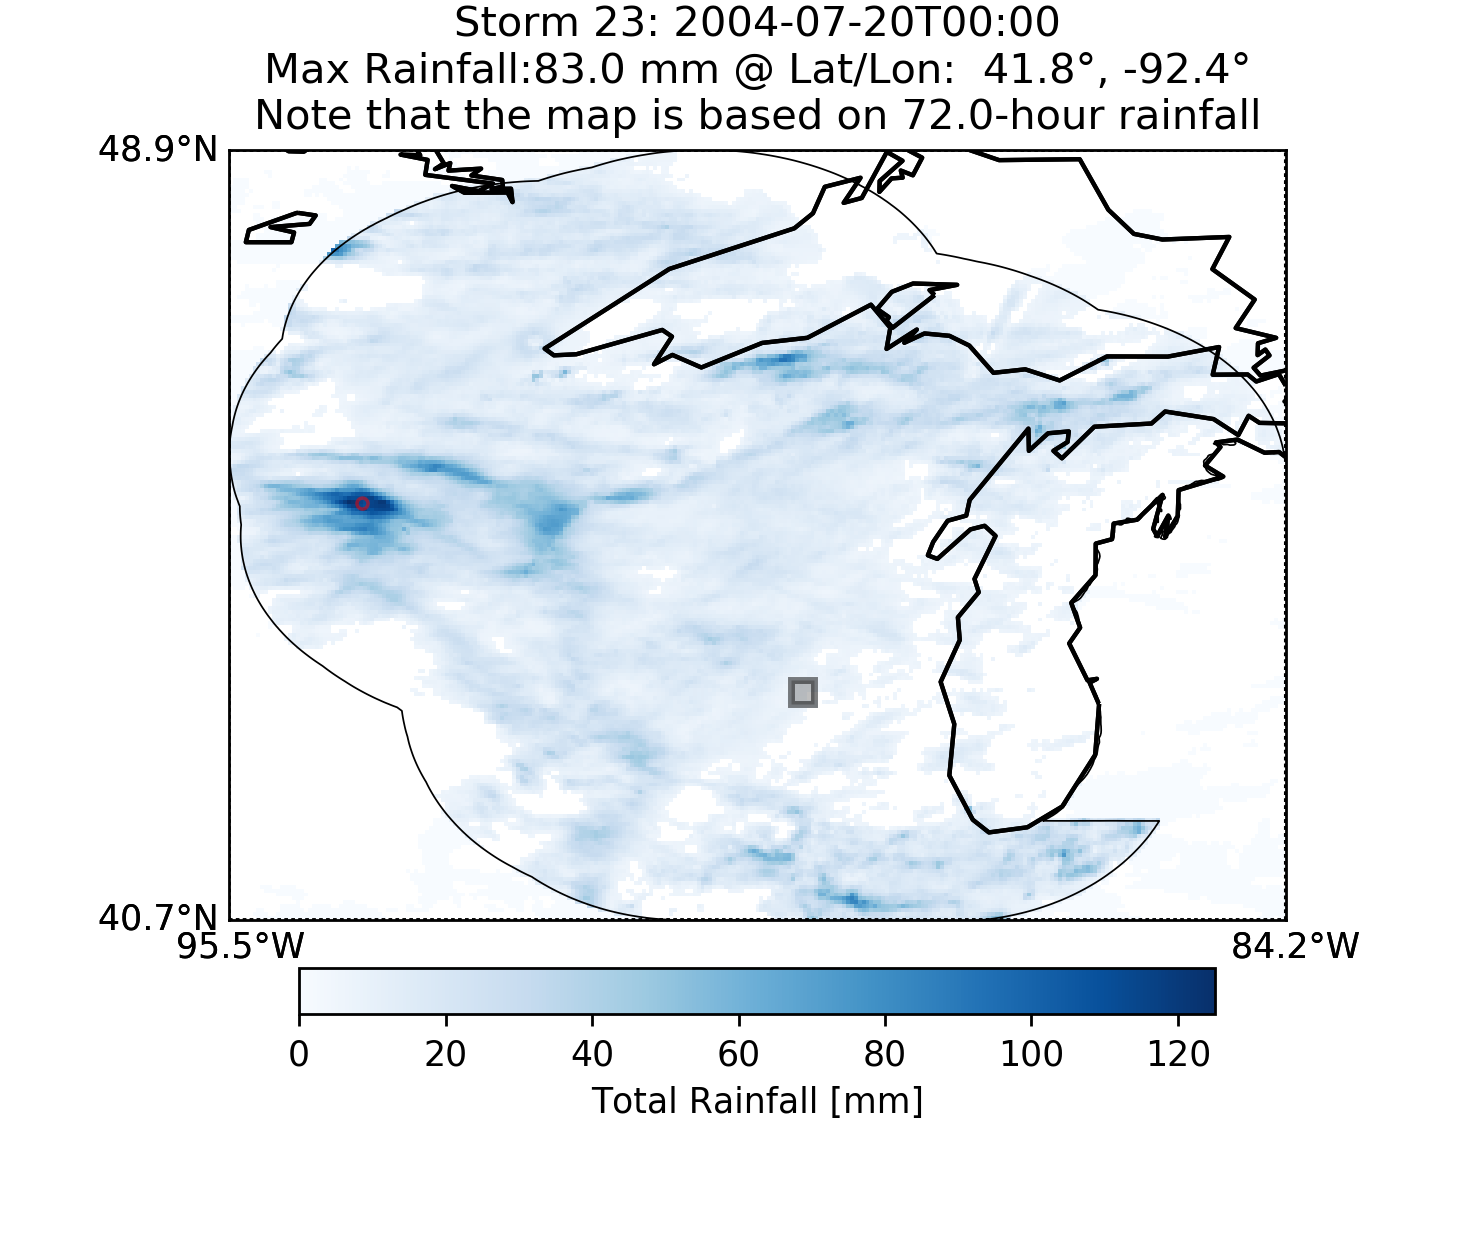 Storm 23: 2004-07-20T00:00
Max Rainfall:83.0 mm @ Lat/Lon:  41.8°, -92.4°
Note that the map is based on 72.0-hour rainfall
48.9°N
40.7°N
95.5°W 84.2°W
0 20 40 60 80 100 120
Total Rainfall [mm]